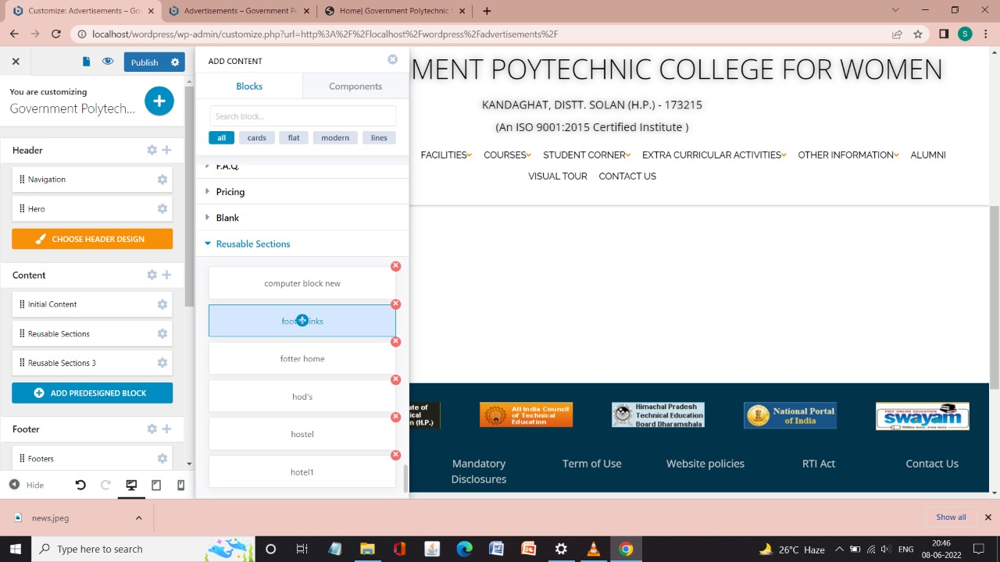 Customize: Advertisements - G
Government Polytechnic
Components| Government Polytec
localhost/wordpress/wp-admin/customize.php?url=http%3A%2F%2Flocalhost%2Fwordpress%2Fadvertisements%2F
S
Publish
You are customizing
Government Polytech...
Header
Navigation
Hero
CHOOSE HEADER DESIGN
Content
Initial Content
Reusable Sections
Reusable Sections 3
ADD PREDESIGNED BLOCK
Footer
Footers
Hide
ADD CONTENT
Blocks
Components
Search block...
all
cards
flat
modern
lines
F.A.Q.
Pricing
Blank
Reusable Sections
computer block new
footer links
fotter home
hod's
hostel
hotel1
MENT POYTECHNIC COLLEGE FOR WOMEN
KANDAGHAT, DISTT. SOLAN (H.P.) - 173215
(An ISO 9001:2015 Certified Institute )
FACILITIES
COURSES
STUDENT CORNER
EXTRA CURRICULAR ACTIVITIES
OTHER INFORMATION
ALUMNI
VISUAL TOUR
CONTACT US
ate of
ical
n (H.P.)
All India Council
of Technical
Education
Himachal Pradesh
Technical Education
Board Dharamshala
National Portal
of India
FREE ONLINE EDUCATION
swayam
Mandatory
Disclosures
Term of Use
Website policies
RTI Act
Contact Us
news.jpeg
Show all
Type here to search
26°C Haze
ENG
20:46
08-06-2022